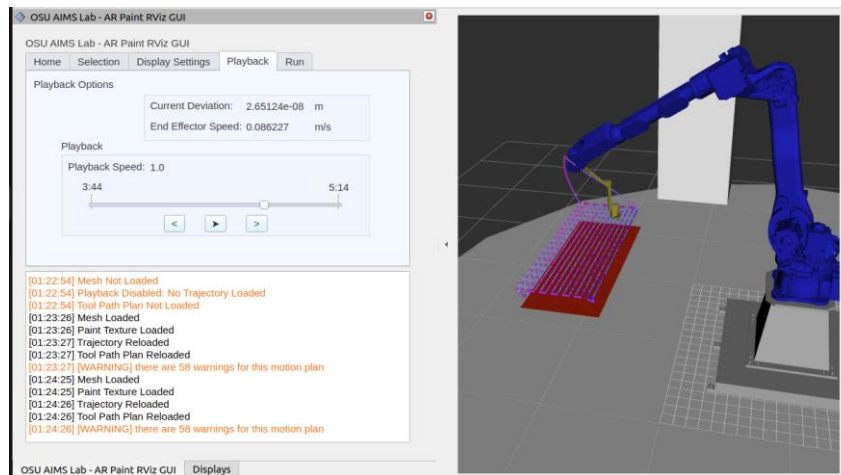 OSU AIMS Lab - AR Paint RViz GUI
OSU AIMS Lab - AR Paint RViz GUI
Home Selection Display Settings Playback Run
Playback Options
Current Deviation: 2.65124e-08 m
End Effector Speed: 0.086227 m/s
Playback
Playback Speed: 1.0
3:44 5:14
< ➤ >
[01:22:54] Mesh Not Loaded
[01:22:54] Playback Disabled: No Trajectory Loaded
[01:22:54] Tool Path Plan Not Loaded
[01:23:26] Mesh Loaded
[01:23:26] Paint Texture Loaded
[01:23:27] Trajectory Reloaded
[01:23:27] Tool Path Plan Reloaded
[01:23:27] [WARNING] there are 58 warnings for this motion plan
[01:24:25] Mesh Loaded
[01:24:25] Paint Texture Loaded
[01:24:26] Trajectory Reloaded
[01:24:26] Tool Path Plan Reloaded
[01:24:26] [WARNING] there are 58 warnings for this motion plan
OSU AIMS Lab - AR Paint RViz GUI Displays